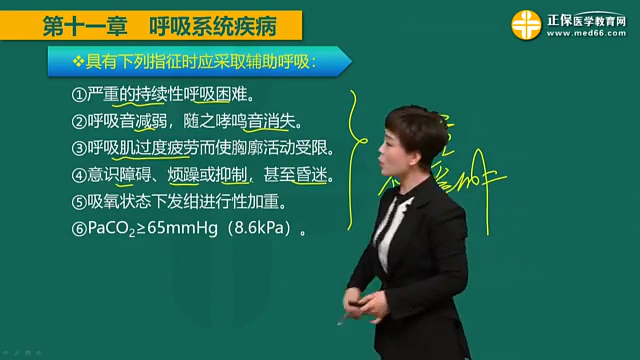 第十一章 呼吸系统疾病
正保医学教育网
www.med66.com
❖具有下列指征时应采取辅助呼吸：
①严重的持续性呼吸困难。
②呼吸音减弱，随之哮鸣音消失。
③呼吸肌过度疲劳而使胸廓活动受限。
④意识障碍、烦躁或抑制，甚至昏迷。
⑤吸氧状态下发绀进行性加重。
⑥PaCO₂≥65mmHg（8.6kPa）。